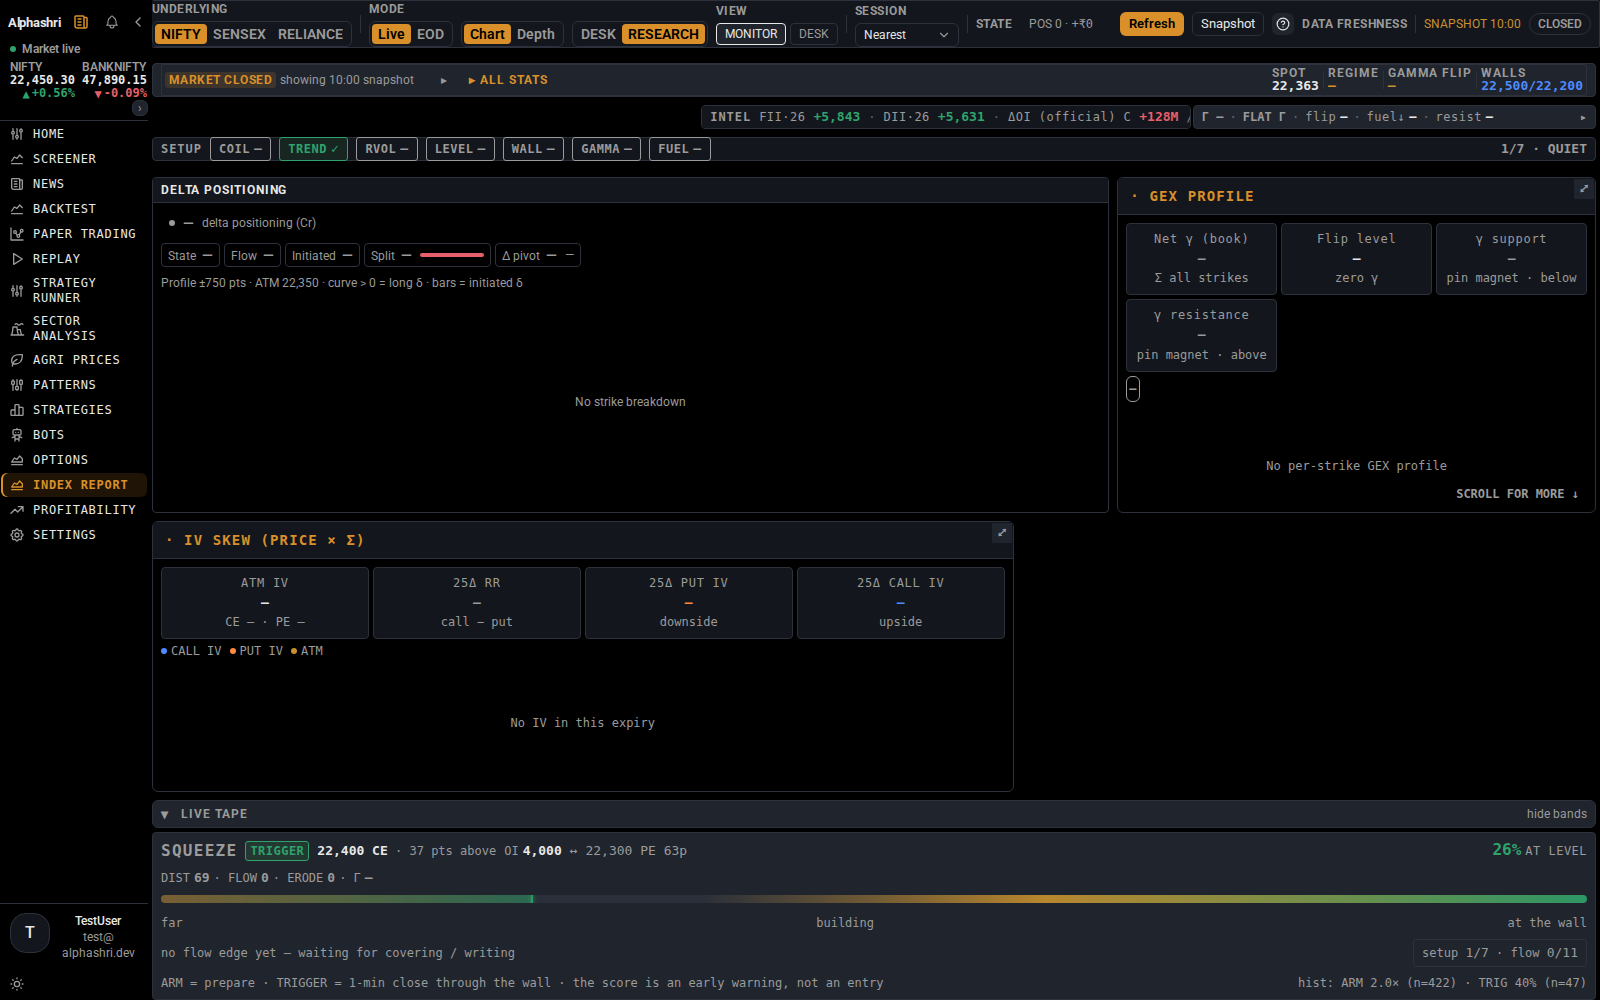 Alphashri
Market live
NIFTY BANKNIFTY
22,450.30 47,890.15
▲+0.56% ▼-0.09%
HOME
SCREENER
NEWS
BACKTEST
PAPER TRADING
REPLAY
STRATEGY
RUNNER
SECTOR
ANALYSIS
AGRI PRICES
PATTERNS
STRATEGIES
BOTS
OPTIONS
INDEX REPORT
PROFITABILITY
SETTINGS
T
TestUser
test@
alphashri.dev
UNDERLYING MODE VIEW SESSION
NIFTY SENSEX RELIANCE Live EOD Chart Depth DESK RESEARCH MONITOR DESK Nearest
STATE POS 0 · +₹0 Refresh Snapshot DATA FRESHNESS SNAPSHOT 10:00 CLOSED
MARKET CLOSED showing 10:00 snapshot ▸ ▸ ALL STATS
SPOT REGIME GAMMA FLIP WALLS
22,363 — — 22,500/22,200
INTEL FII·26 +5,843 · DII·26 +5,631 · ΔOI (official) C +128M /
Γ — · FLAT Γ · flip — · fuel↓ — · resist — ▸
SETUP COIL — TREND ✓ RVOL — LEVEL — WALL — GAMMA — FUEL — 1/7 · QUIET
DELTA POSITIONING
— delta positioning (Cr)
State — Flow — Initiated — Split — Δ pivot — —
Profile ±750 pts · ATM 22,350 · curve > 0 = long δ · bars = initiated δ
No strike breakdown
· GEX PROFILE
Net γ (book) Flip level γ support
— — —
Σ all strikes zero γ pin magnet · below
γ resistance
—
pin magnet · above
—
No per-strike GEX profile
SCROLL FOR MORE ↓
· IV SKEW (PRICE × Σ)
ATM IV 25Δ RR 25Δ PUT IV 25Δ CALL IV
— — — —
CE — · PE — call − put downside upside
CALL IV PUT IV ATM
No IV in this expiry
▼ LIVE TAPE hide bands
SQUEEZE TRIGGER 22,400 CE · 37 pts above OI 4,000 ↔ 22,300 PE 63p 26% AT LEVEL
DIST 69 · FLOW 0 · ERODE 0 · Γ —
far building at the wall
no flow edge yet — waiting for covering / writing setup 1/7 · flow 0/11
ARM = prepare · TRIGGER = 1-min close through the wall · the score is an early warning, not an entry hist: ARM 2.0× (n=422) · TRIG 40% (n=47)